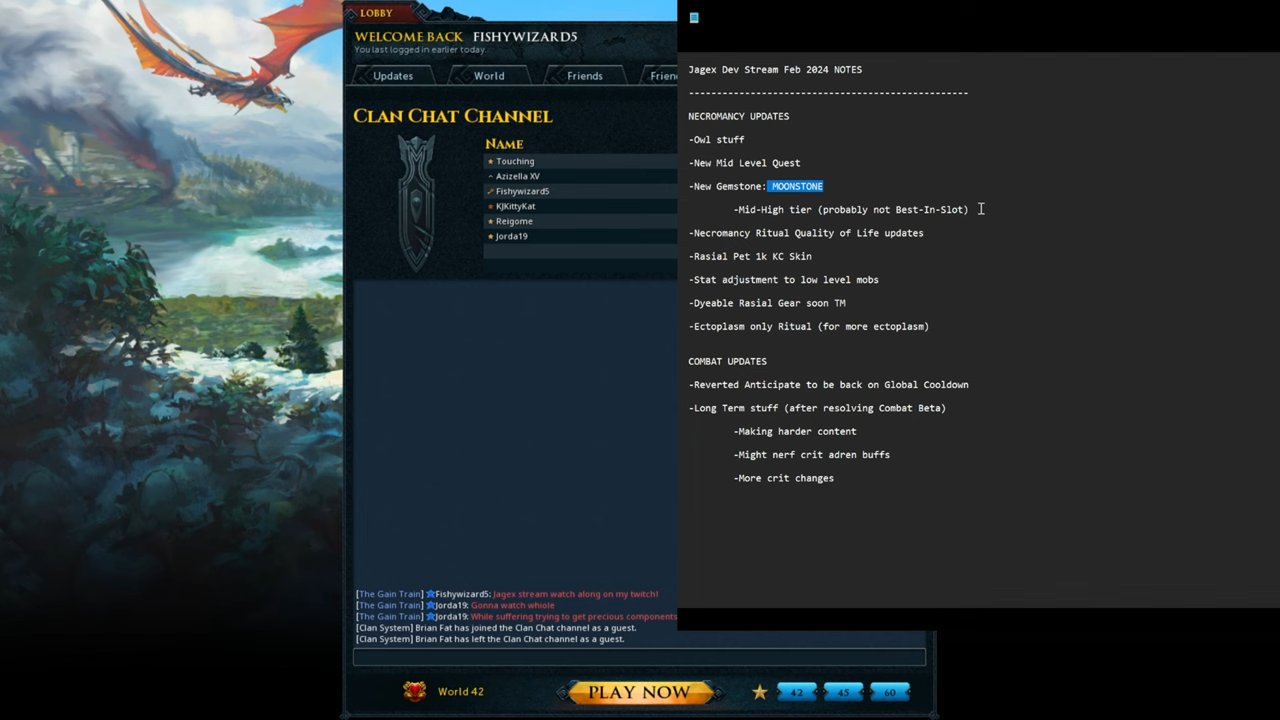 LOBBY
WELCOME BACK FISHYWIZARD5
You last logged in earlier today.
Updates
World
Friends
Frien
CLAN CHAT CHANNEL
NAME
Touching
Azizella XV
Fishywizard5
KJKittyKat
Reigome
Jorda19
[The Gain Train] Fishywizard5: Jagex stream watch along on my twitch!
[The Gain Train] Jorda19: Gonna watch whiole
[The Gain Train] Jorda19: While suffering trying to get precious components
[Clan System] Brian Fat has joined the Clan Chat channel as a guest.
[Clan System] Brian Fat has left the Clan Chat channel as a guest.
World 42
PLAY NOW
42
45
60
Jagex Dev Stream Feb 2024 NOTES
--------------------------------------------------
NECROMANCY UPDATES
-Owl stuff
-New Mid Level Quest
-New Gemstone: MOONSTONE
-Mid-High tier (probably not Best-In-Slot)
-Necromancy Ritual Quality of Life updates
-Rasial Pet 1k KC Skin
-Stat adjustment to low level mobs
-Dyeable Rasial Gear soon TM
-Ectoplasm only Ritual (for more ectoplasm)
COMBAT UPDATES
-Reverted Anticipate to be back on Global Cooldown
-Long Term stuff (after resolving Combat Beta)
-Making harder content
-Might nerf crit adren buffs
-More crit changes